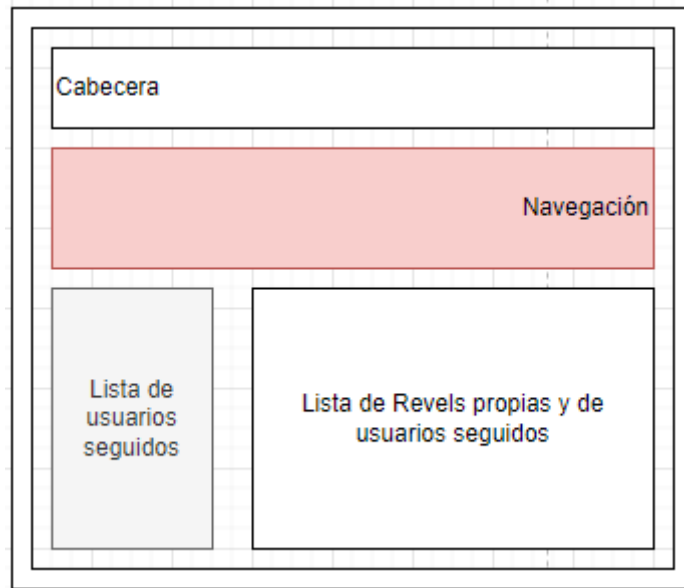 Cabecera
Navegación
Lista de
usuarios
seguidos
Lista de Revels propias y de
usuarios seguidos